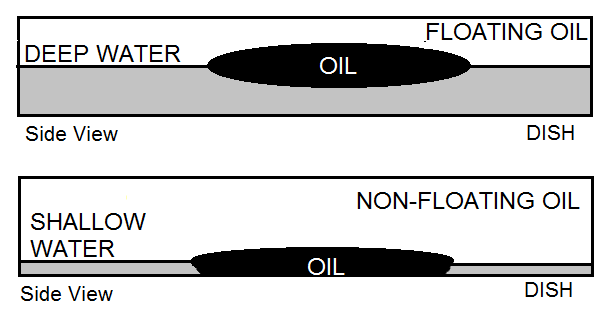 FLOATING OIL
DEEP WATER
OIL
Side View
DISH
NON-FLOATING OIL
SHALLOW
WATER
OIL
Side View
DISH